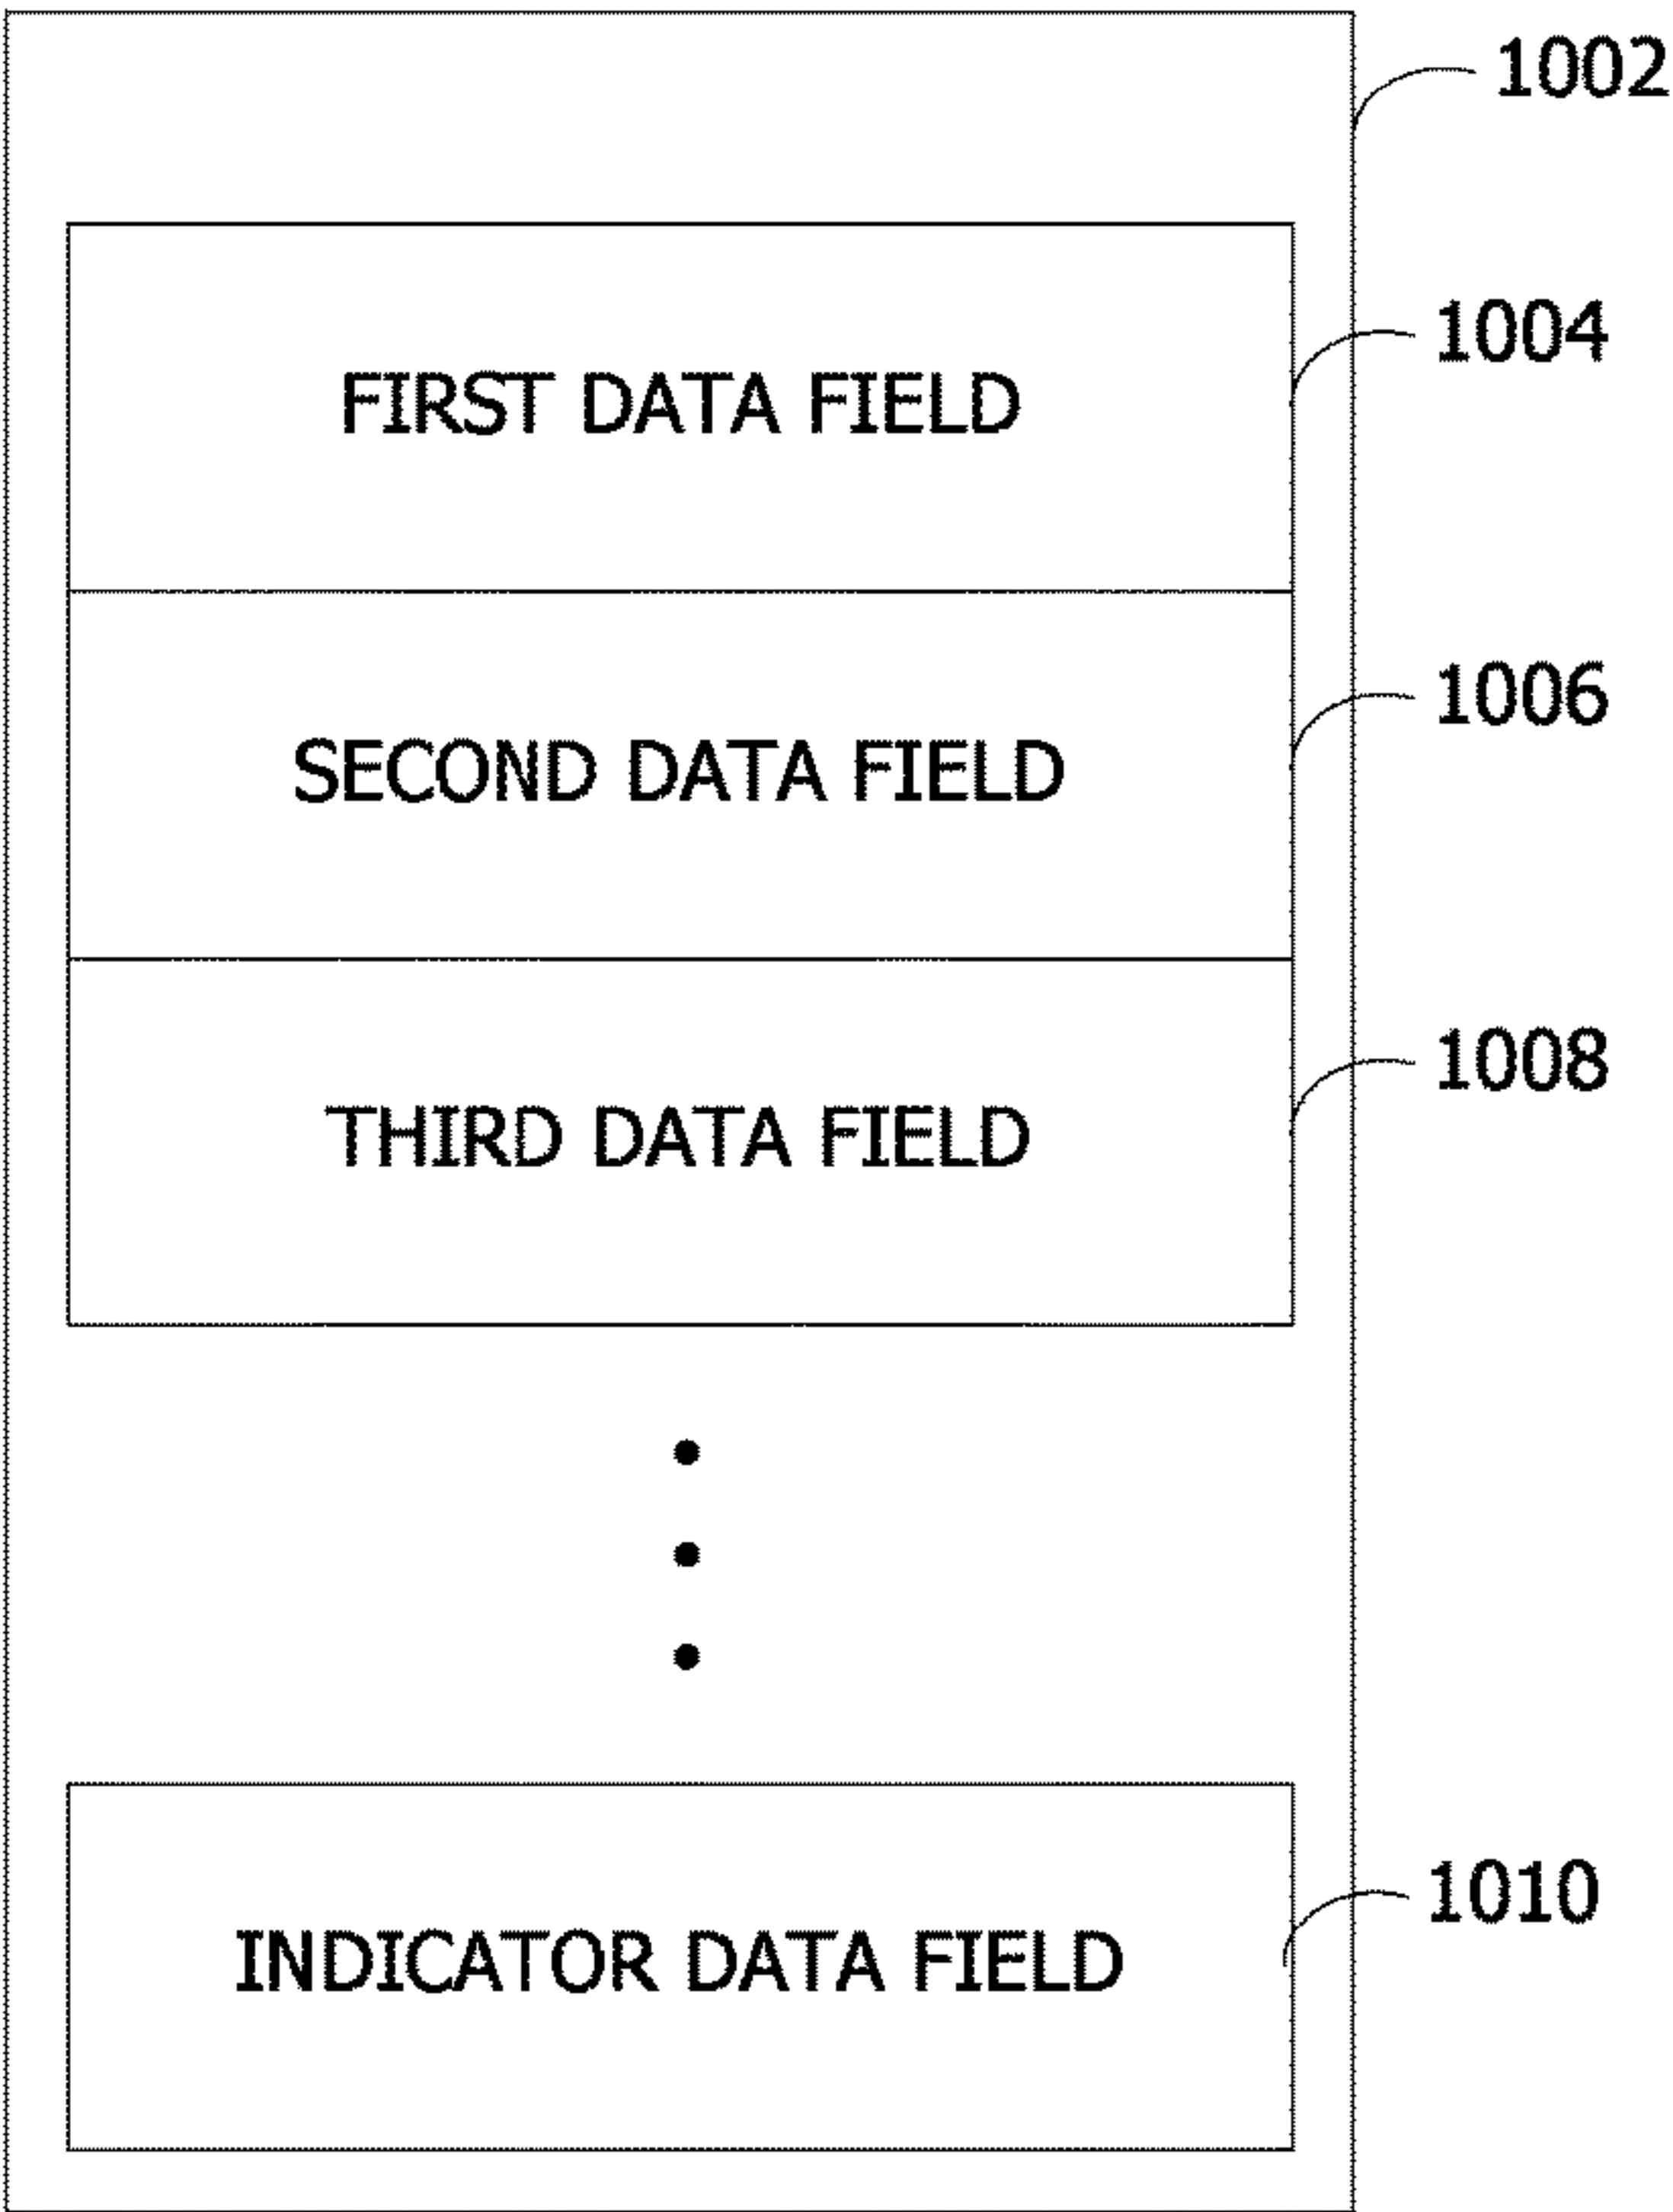 1002
1004
FIRST DATA FIELD
1006
SECOND DATA FIELD
1008
THIRD DATA FIELD
1010
INDICATOR DATA FIELD